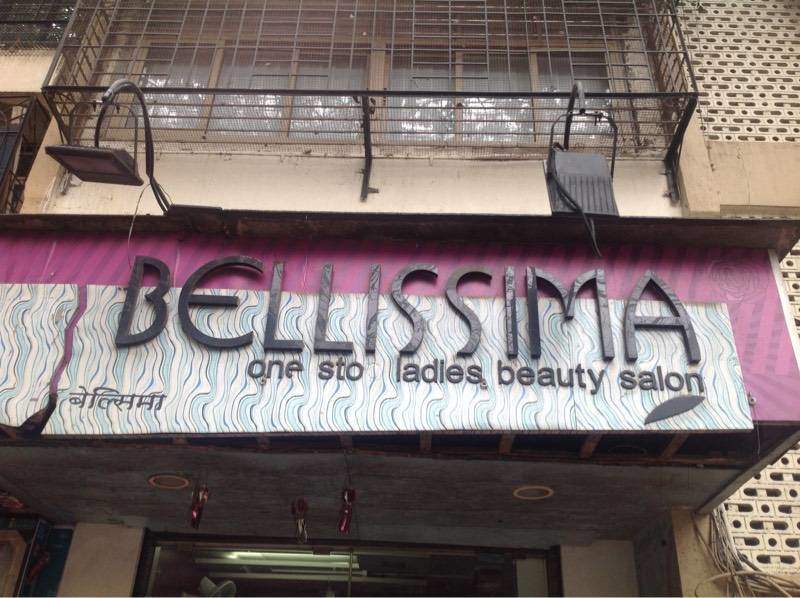 BELLISSIMA
one sto ladies beauty salon
बेल्सिमा